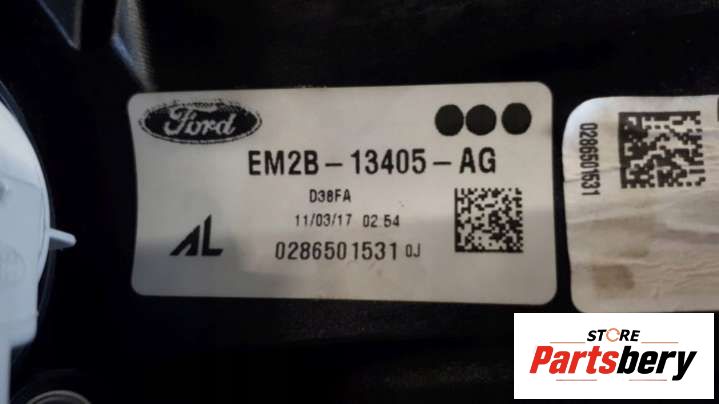 Ford
EM2B-13405-AG
D38FA
11/03/17 02:54
AL
0286501531 0J
0286501531
STORE
Partsbery